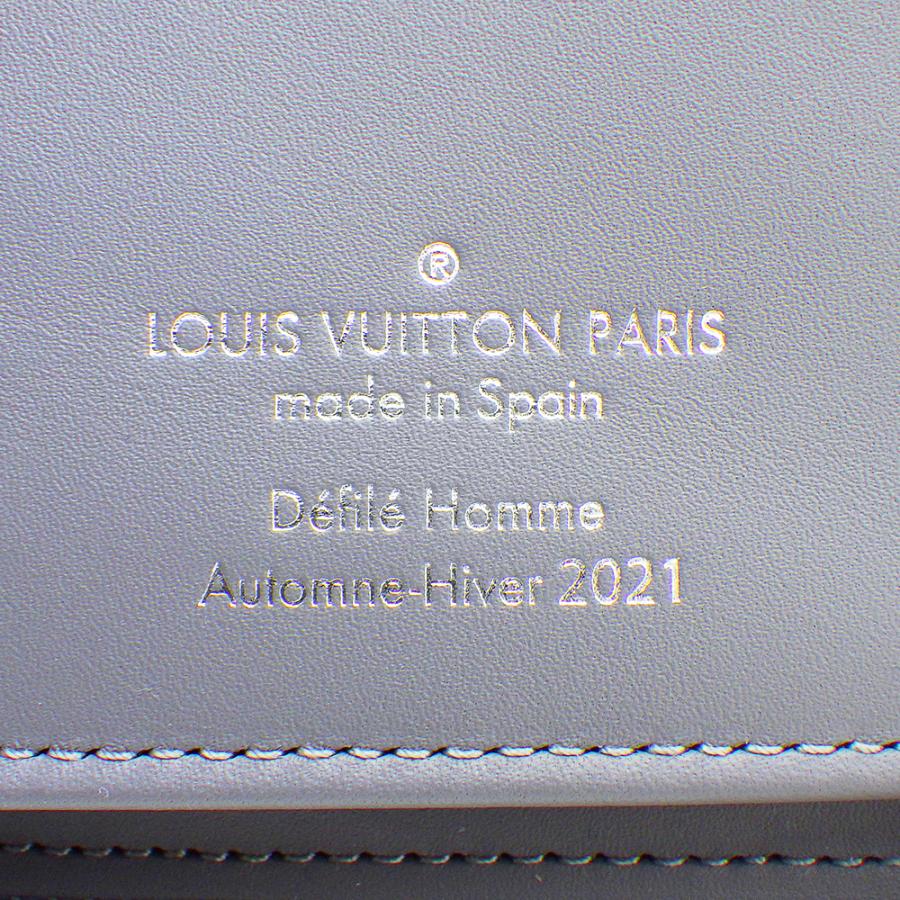 ®
LOUIS VUITTON PARIS
made in Spain
Défilé Homme
Automne-Hiver 2021